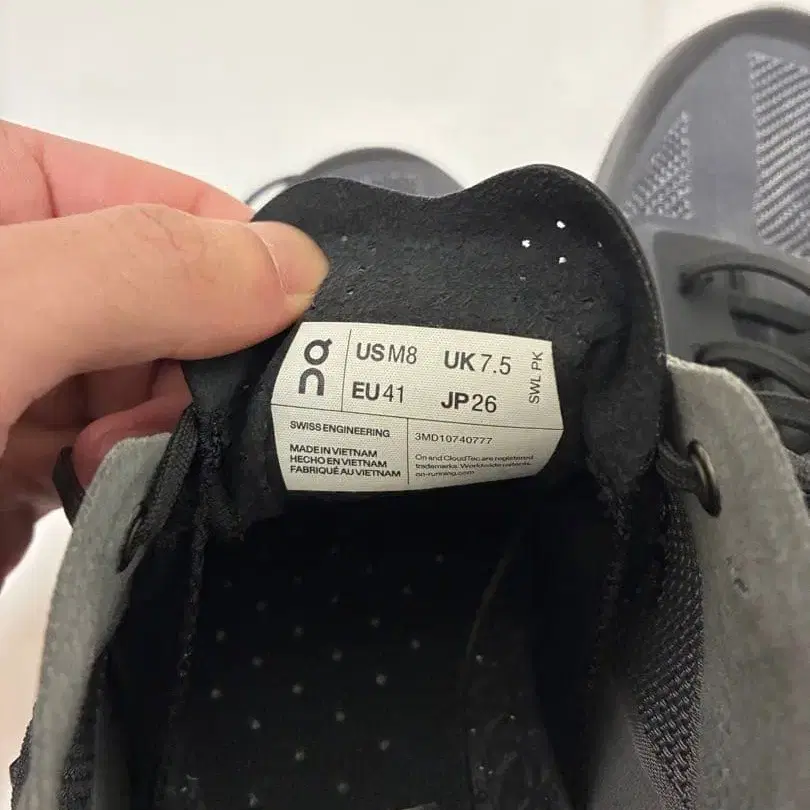 on
US M8 UK 7.5
EU 41 JP 26
SWL PK
SWISS ENGINEERING
3MD10740777
MADE IN VIETNAM
HECHO EN VIETNAM
FABRIQUÉ AU VIETNAM
On and CloudTec are registered
trademarks. Worldwide patents.
on-running.com